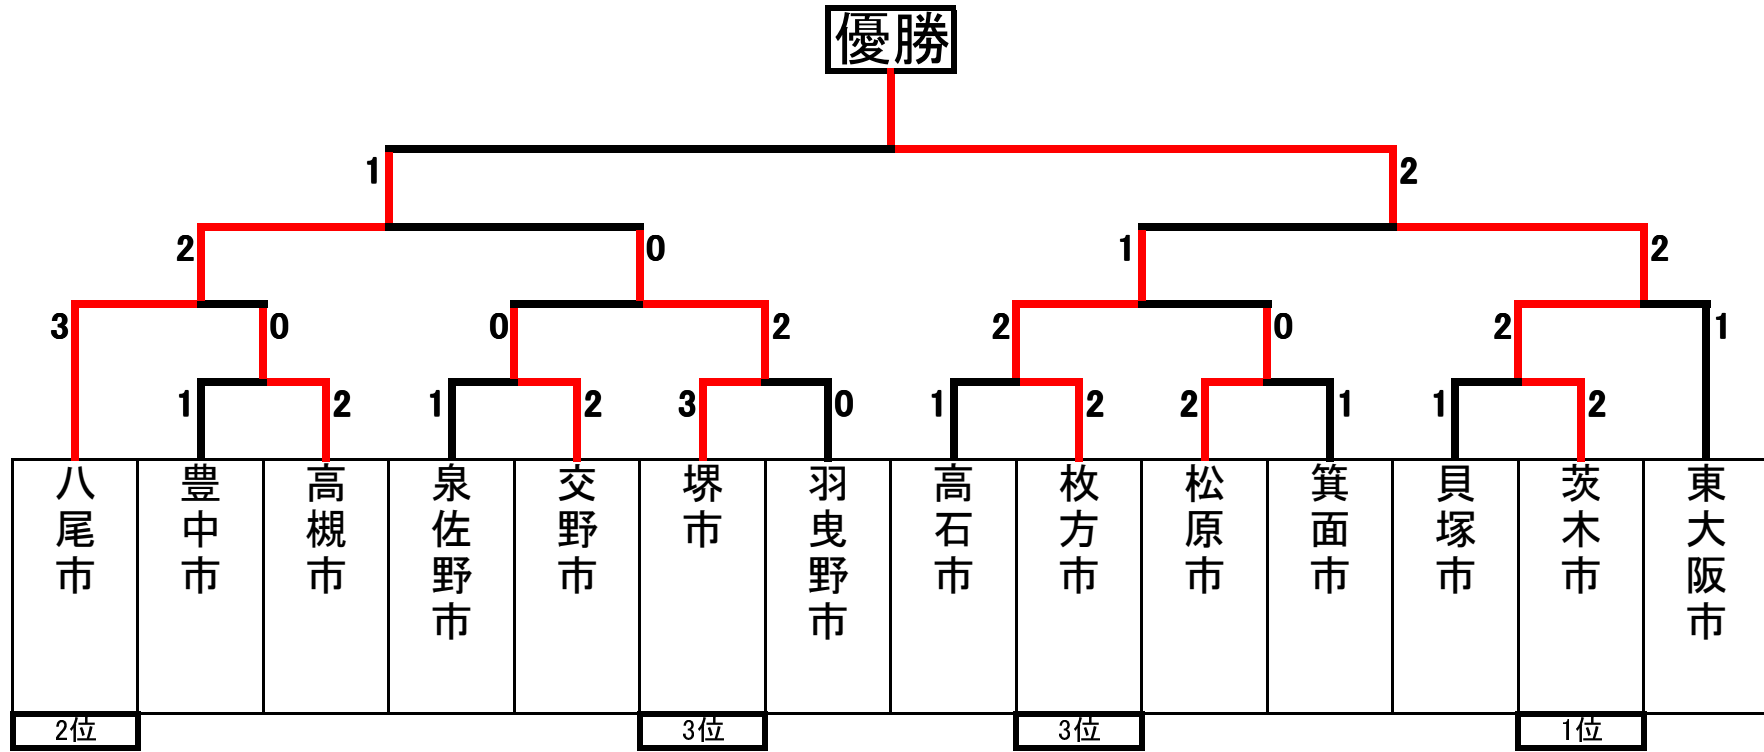 優勝
1 2
2 0 1 2
3 0 0 2 2 0 2 1
1 2 1 2 3 0 1 2 2 1 1 2
八尾市
豊中市
高槻市
泉佐野市
交野市
堺市
羽曳野市
高石市
枚方市
松原市
箕面市
貝塚市
茨木市
東大阪市
2位 3位 3位 1位